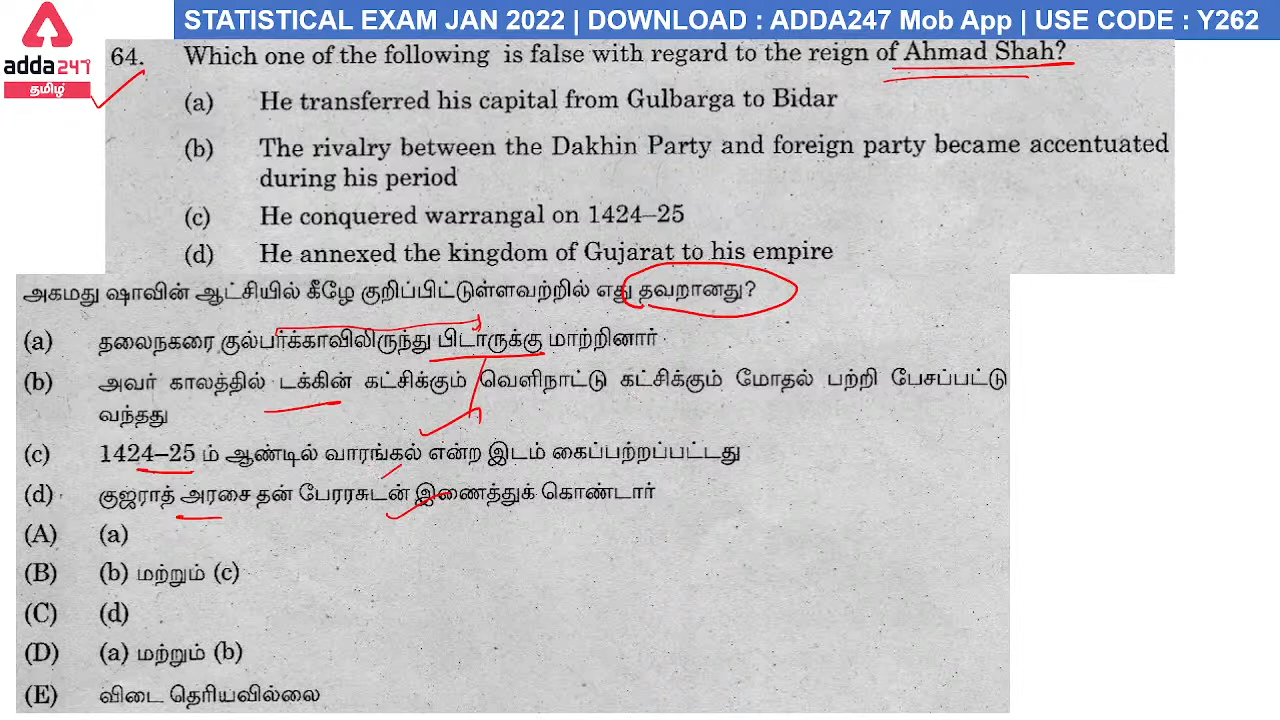 STATISTICAL EXAM JAN 2022 | DOWNLOAD : ADDA247 Mob App | USE CODE : Y262
adda247
தமிழ்
64. Which one of the following is false with regard to the reign of Ahmad Shah?
(a) He transferred his capital from Gulbarga to Bidar
(b) The rivalry between the Dakhin Party and foreign party became accentuated
during his period
(c) He conquered warrangal on 1424–25
(d) He annexed the kingdom of Gujarat to his empire
அகமது ஷாவின் ஆட்சியில் கீழே குறிப்பிட்டுள்ளவற்றில் எது தவறானது?
(a) தலைநகரை குல்பர்க்காவிலிருந்து பிடாருக்கு மாற்றினார்
(b) அவர் காலத்தில் டக்கின் கட்சிக்கும் வெளிநாட்டு கட்சிக்கும் மோதல் பற்றி பேசப்பட்டு
வந்தது
(c) 1424–25 ம் ஆண்டில் வாரங்கல் என்ற இடம் கைப்பற்றப்பட்டது
(d) குஜராத் அரசை தன் பேரரசுடன் இணைத்துக் கொண்டார்
(A) (a)
(B) (b) மற்றும் (c)
(C) (d)
(D) (a) மற்றும் (b)
(E) விடை தெரியவில்லை